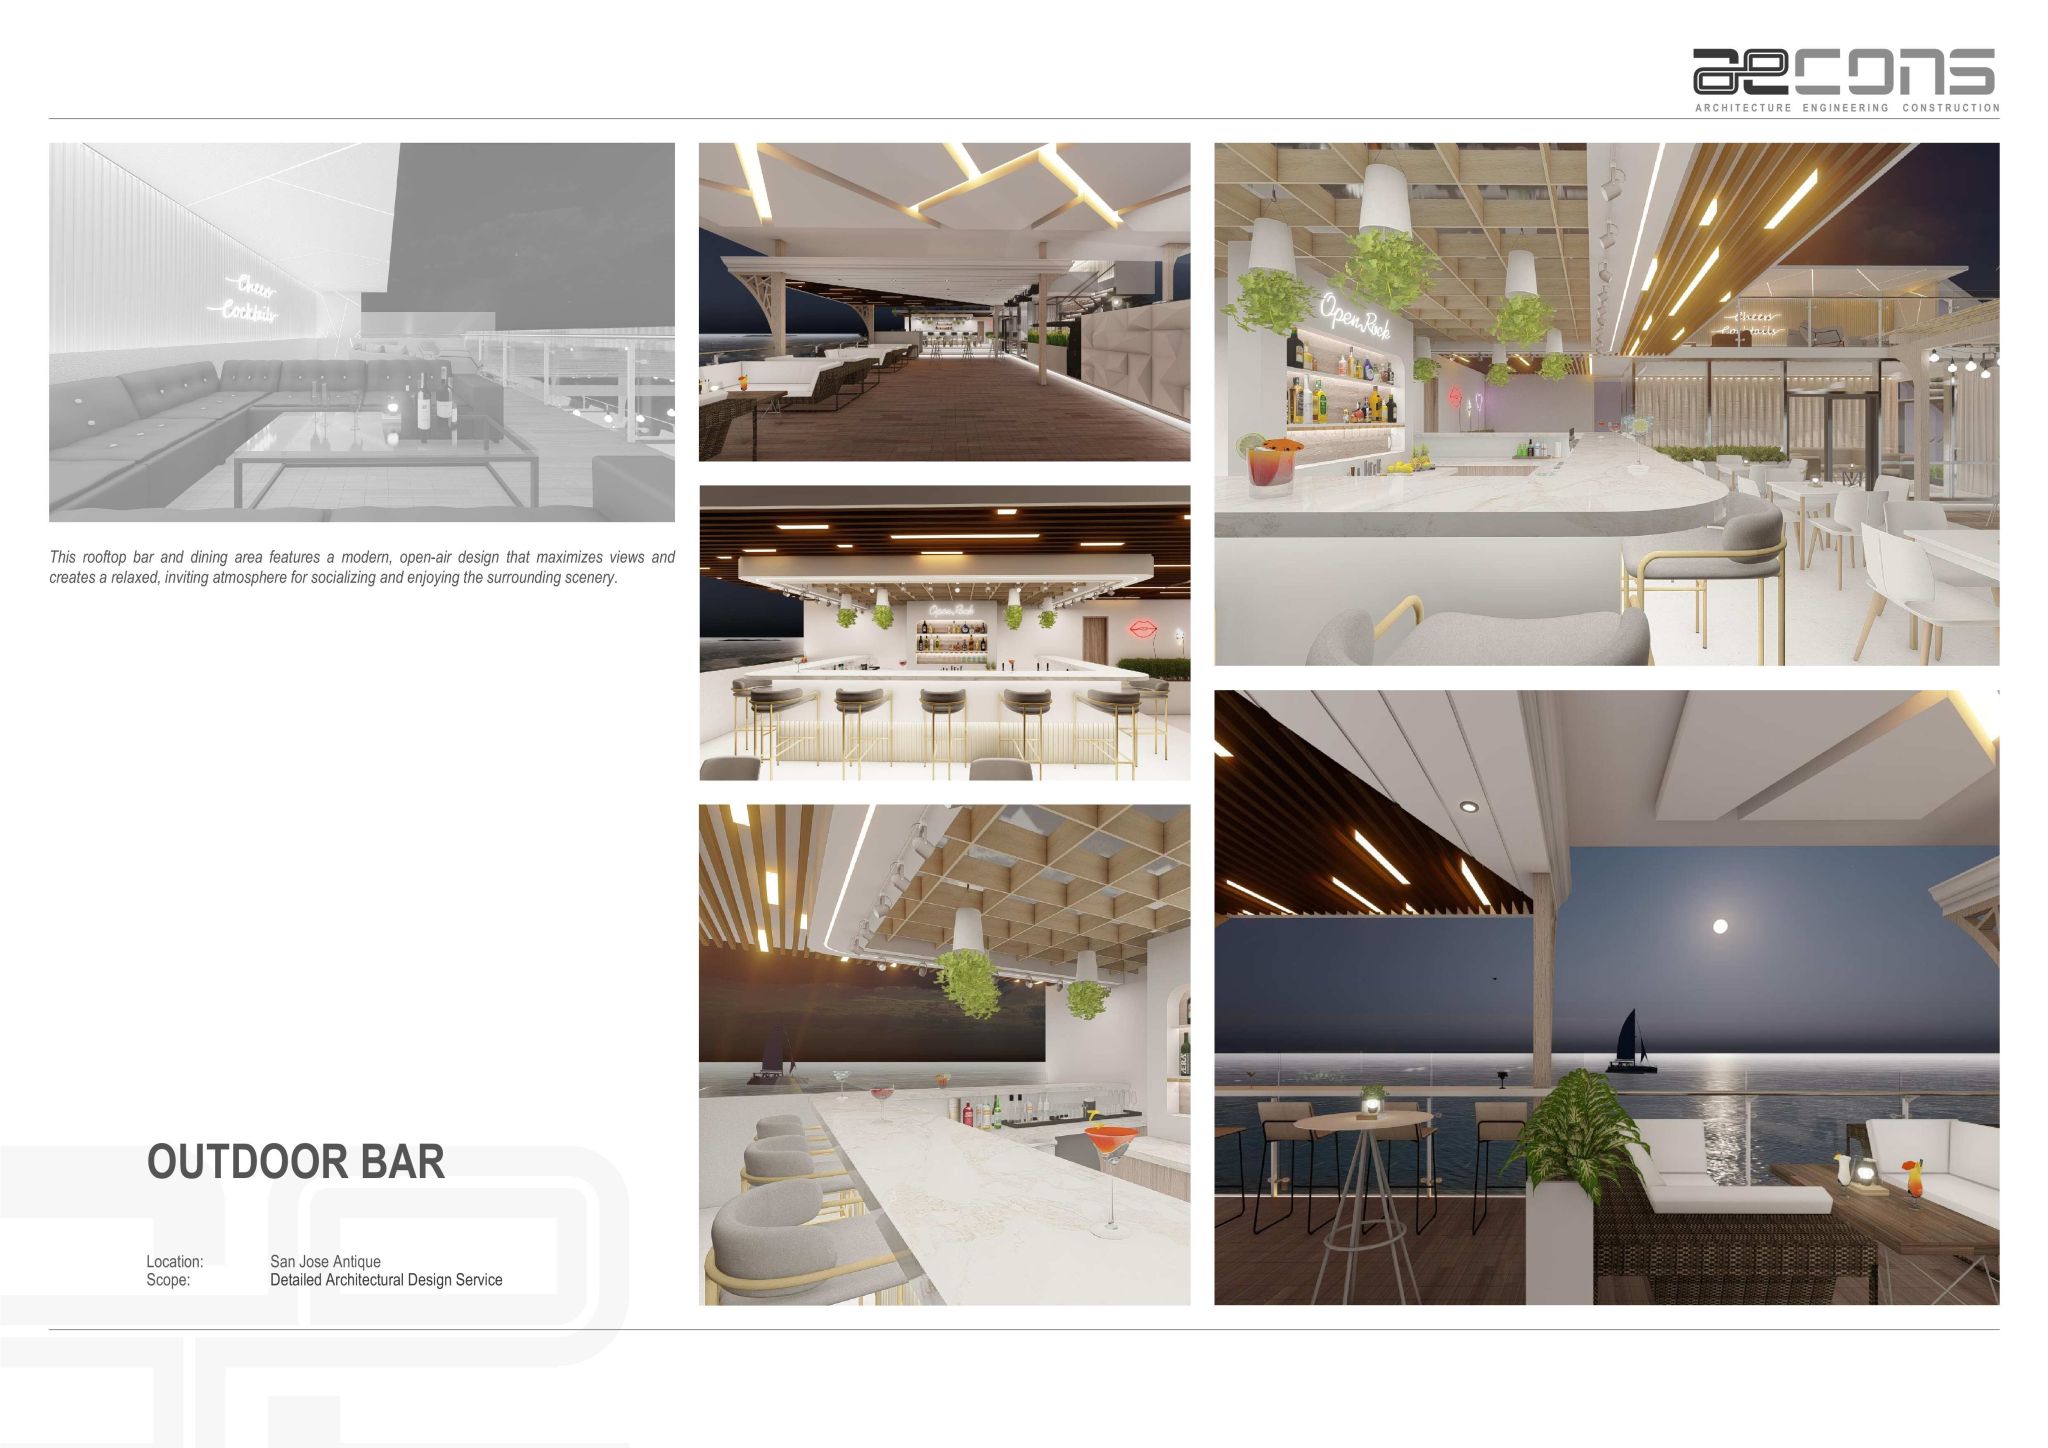 aecons
ARCHITECTURE ENGINEERING CONSTRUCTION
Cheers
Cocktails
This rooftop bar and dining area features a modern, open-air design that maximizes views and
creates a relaxed, inviting atmosphere for socializing and enjoying the surrounding scenery.
Open Rock
Cheers
Cocktails
Open Rock
OUTDOOR BAR
Location: San Jose Antique
Scope: Detailed Architectural Design Service